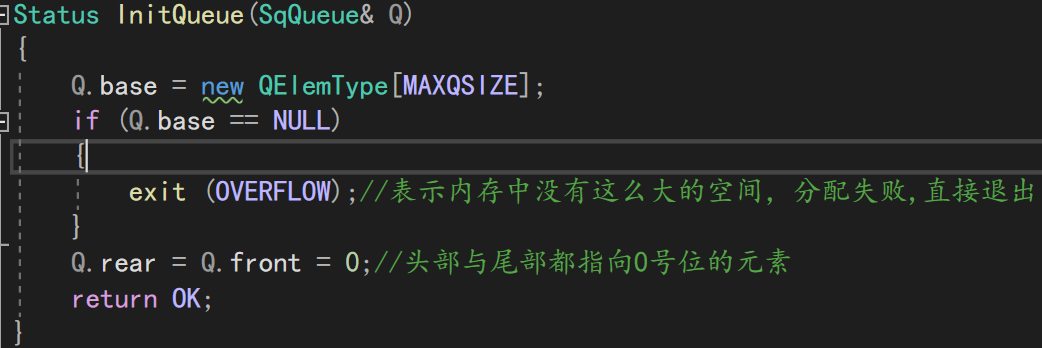 Status InitQueue(SqQueue& Q)
{
Q.base = new QElemType[MAXQSIZE];
if (Q.base == NULL)
{
exit (OVERFLOW);//表示内存中没有这么大的空间, 分配失败,直接退出
}
Q.rear = Q.front = 0;//头部与尾部都指向0号位的元素
return OK;
}